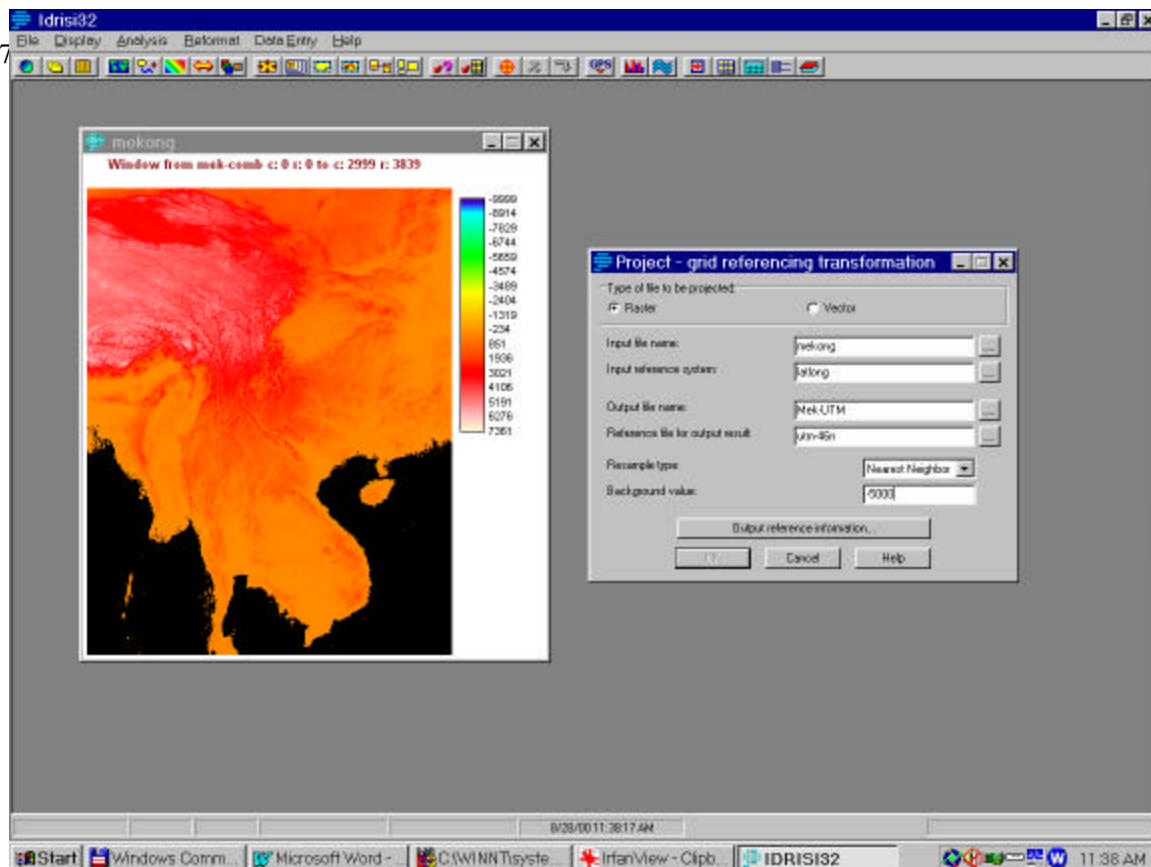 Idrisi32
File Display Analysis Reformat Data Entry Help
7
GPS
mekong
Window from mek-comb c: 0 r: 0 to c: 2999 r: 3839
-9999
-8914
-7829
-6744
-5659
-4574
-3489
-2404
-1319
-234
851
1936
3021
4106
5191
6276
7361
Project - grid referencing transformation
Type of file to be projected:
Raster
Vector
Input file name:
mekong
...
Input reference system:
latlong
...
Output file name:
Mek-UTM
...
Reference file for output result:
utm-46n
...
Resample type:
Nearest Neighbor
Background value:
-5000
Output reference information...
OK
Cancel
Help
8/28/00 11:38:17 AM
Start
Windows Comm...
Microsoft Word - ...
C:\WINNT\syste...
IrfanView - Clipb...
IDRISI32
W
11:38 AM